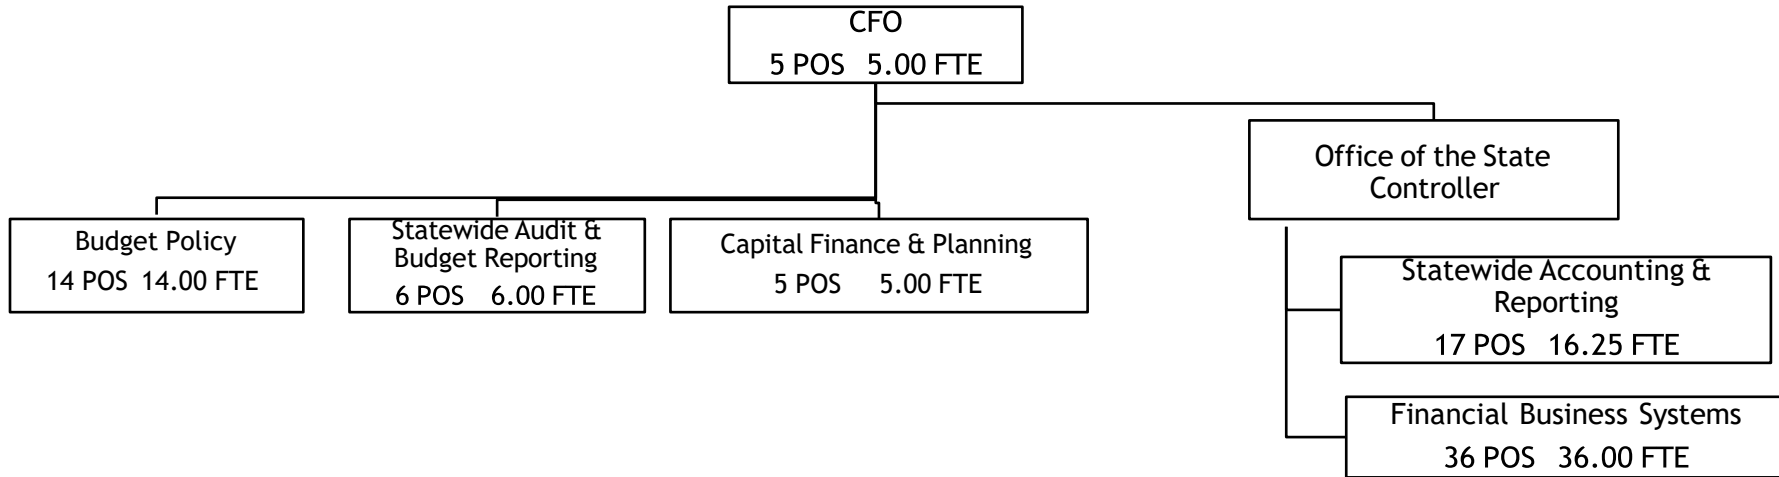 CFO
5 POS 5.00 FTE
Office of the State
Controller
Budget Policy
14 POS 14.00 FTE
Statewide Audit &
Budget Reporting
6 POS 6.00 FTE
Capital Finance & Planning
5 POS 5.00 FTE
Statewide Accounting &
Reporting
17 POS 16.25 FTE
Financial Business Systems
36 POS 36.00 FTE